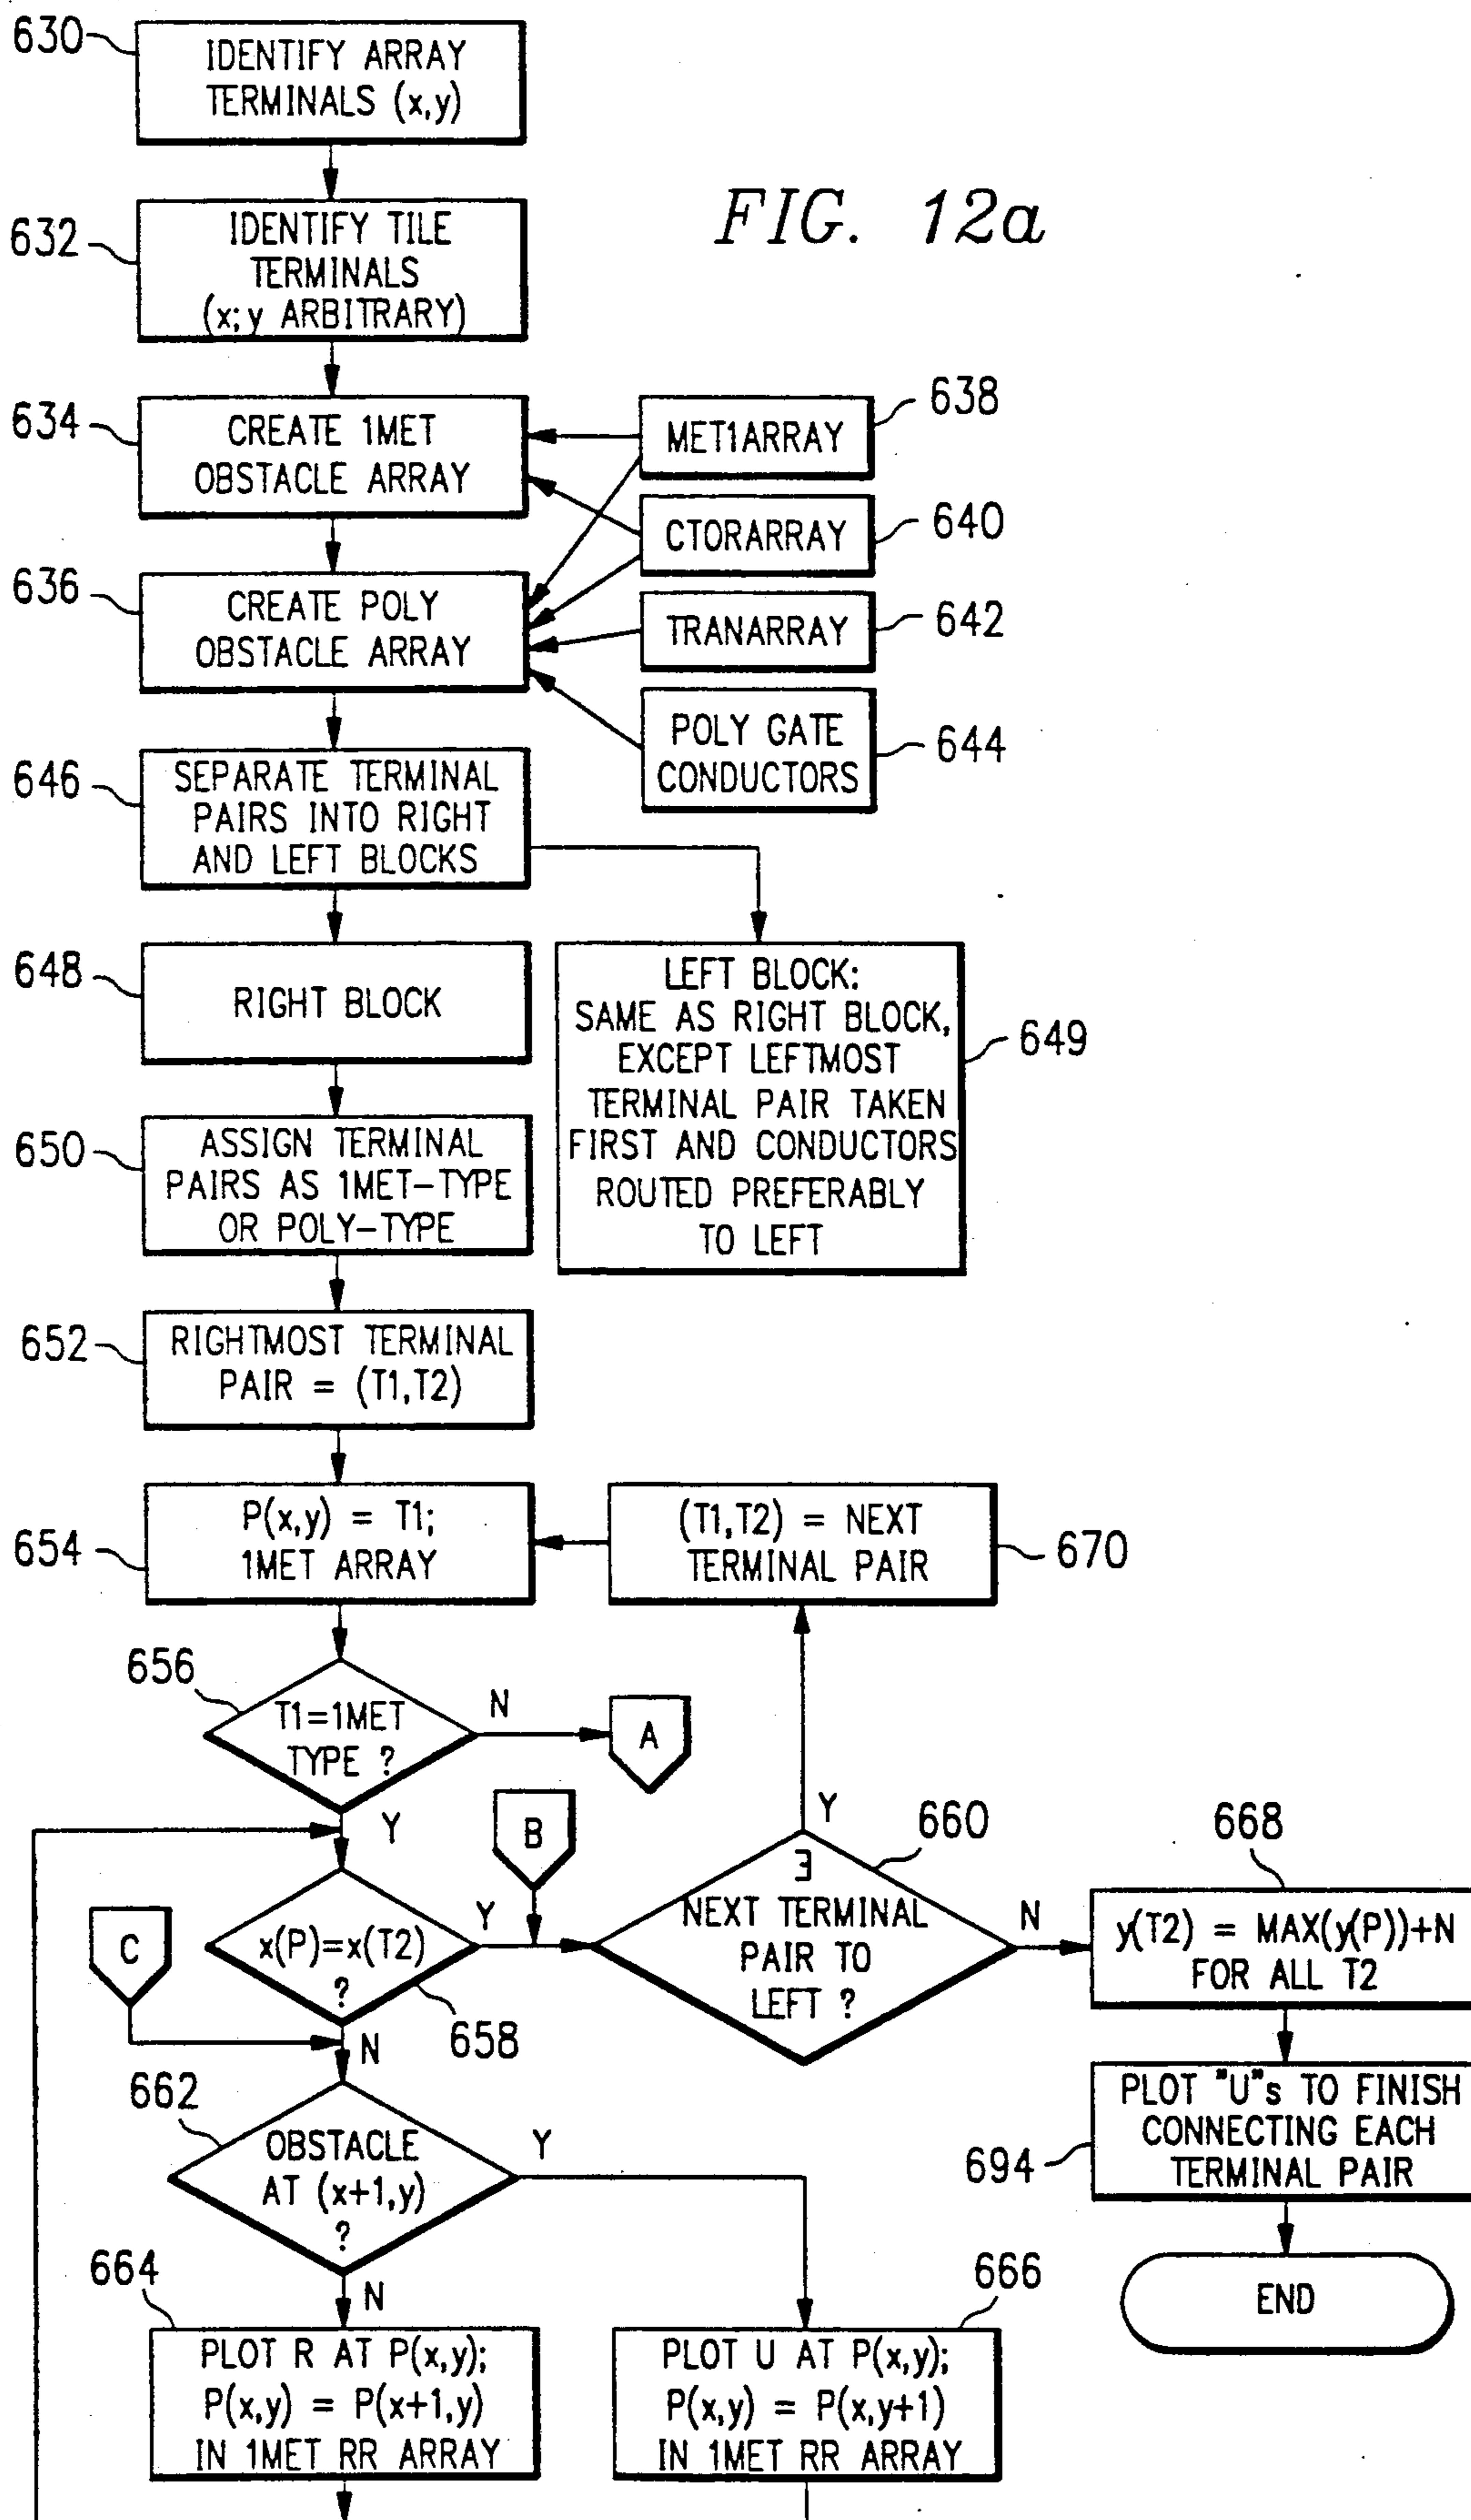 630
IDENTIFY ARRAY
TERMINALS (x,y)
FIG. 12a
632
IDENTIFY TILE
TERMINALS
(x; y ARBITRARY)
634
CREATE 1MET
OBSTACLE ARRAY
MET1ARRAY
638
CTORARRAY
640
636
CREATE POLY
OBSTACLE ARRAY
TRANARRAY
642
POLY GATE
CONDUCTORS
644
646
SEPARATE TERMINAL
PAIRS INTO RIGHT
AND LEFT BLOCKS
648
RIGHT BLOCK
LEFT BLOCK:
SAME AS RIGHT BLOCK,
EXCEPT LEFTMOST
TERMINAL PAIR TAKEN
FIRST AND CONDUCTORS
ROUTED PREFERABLY
TO LEFT
649
650
ASSIGN TERMINAL
PAIRS AS 1MET-TYPE
OR POLY-TYPE
652
RIGHTMOST TERMINAL
PAIR = (T1,T2)
654
P(x,y) = T1;
1MET ARRAY
(T1,T2) = NEXT
TERMINAL PAIR
670
656
T1=1MET
TYPE ?
N
A
Y
B
Y
660
668
C
x(P)=x(T2)
?
Y
658
N
∃
NEXT TERMINAL
PAIR TO
LEFT ?
N
y(T2) = MAX(y(P))+N
FOR ALL T2
662
OBSTACLE
AT (x+1,y)
?
Y
N
694
PLOT "U"s TO FINISH
CONNECTING EACH
TERMINAL PAIR
END
664
PLOT R AT P(x,y);
P(x,y) = P(x+1,y)
IN 1MET RR ARRAY
666
PLOT U AT P(x,y);
P(x,y) = P(x,y+1)
IN 1MET RR ARRAY